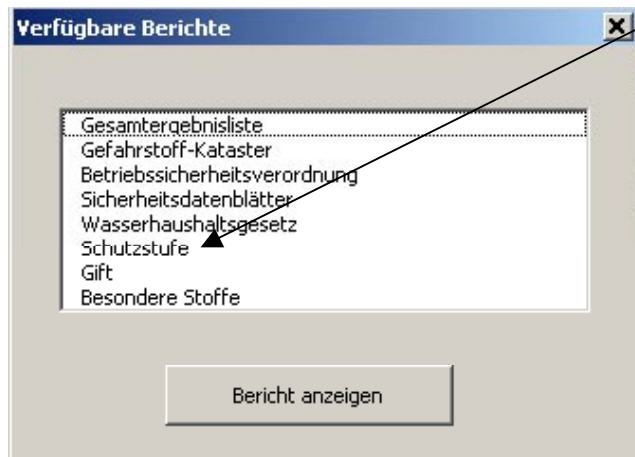 Verfügbare Berichte
Gesamtergebnisliste
Gefahrstoff-Kataster
Betriebssicherheitsverordnung
Sicherheitsdatenblätter
Wasserhaushaltsgesetz
Schutzstufe
Gift
Besondere Stoffe
Bericht anzeigen